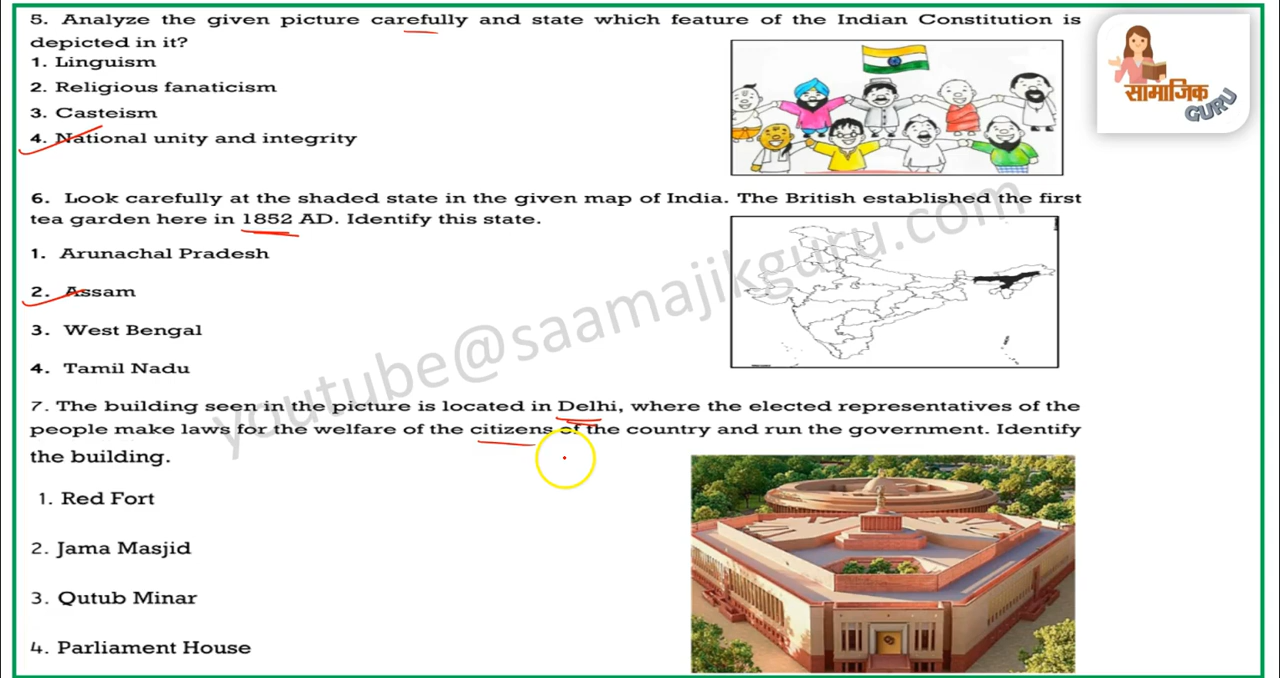 5. Analyze the given picture carefully and state which feature of the Indian Constitution is
depicted in it?
1. Linguism
2. Religious fanaticism
3. Casteism
4. National unity and integrity
सामाजिक
GURU
6. Look carefully at the shaded state in the given map of India. The British established the first
tea garden here in 1852 AD. Identify this state.
1. Arunachal Pradesh
2. Assam
3. West Bengal
4. Tamil Nadu
youtube@saamajikguru.com
7. The building seen in the picture is located in Delhi, where the elected representatives of the
people make laws for the welfare of the citizens of the country and run the government. Identify
the building.
1. Red Fort
2. Jama Masjid
3. Qutub Minar
4. Parliament House